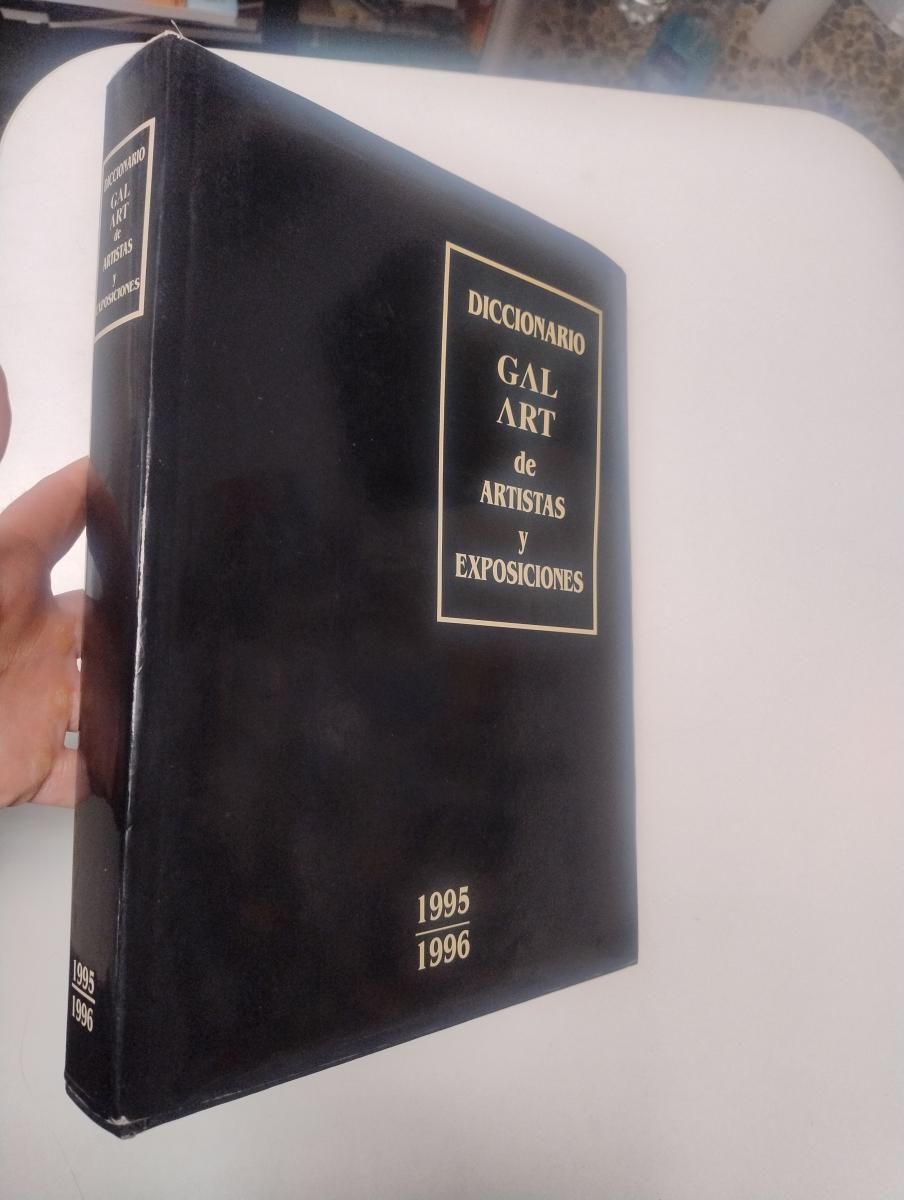 DICCIONARIO
GAL
ART
de
ARTISTAS
y
EXPOSICIONES
1995
1996
DICCIONARIO
GAL
ART
de
ARTISTAS
y
EXPOSICIONES
1995
1996